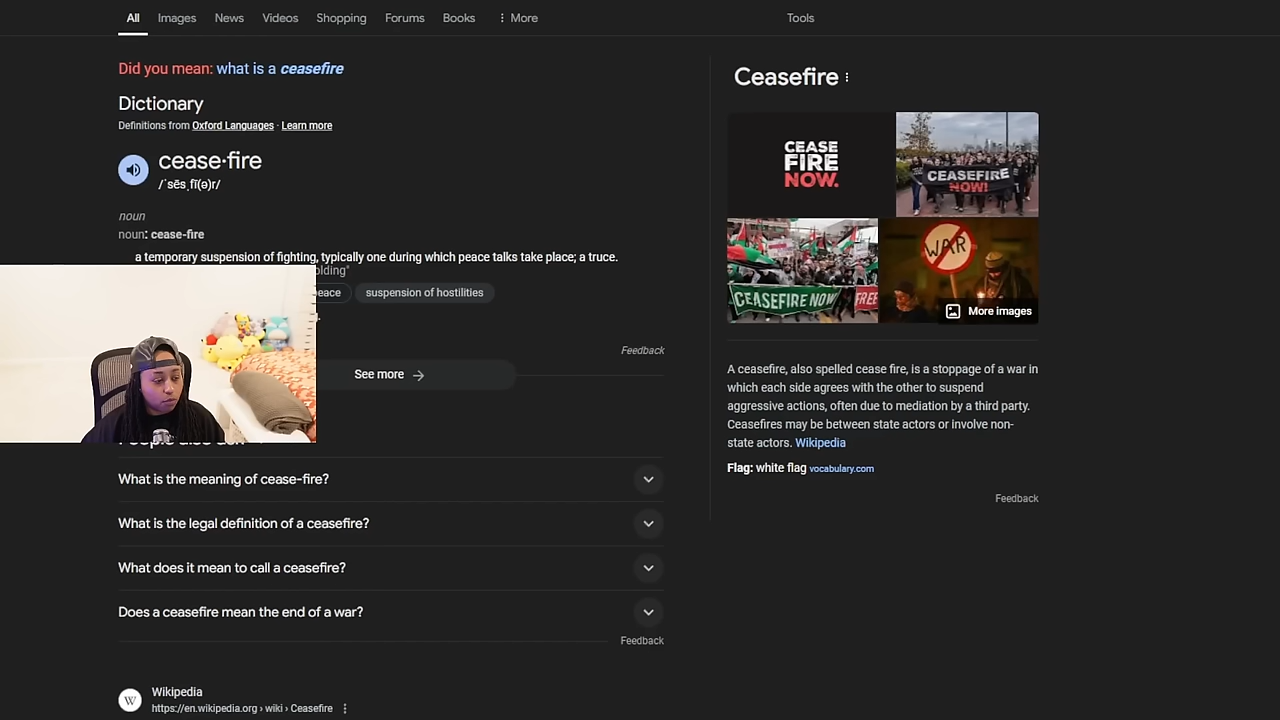 All Images News Videos Shopping Forums Books More Tools
Did you mean: what is a ceasefire
Dictionary
Definitions from Oxford Languages · Learn more
cease·fire
/ˈsēsˌfī(ə)r/
noun
noun: cease-fire
a temporary suspension of fighting, typically one during which peace talks take place; a truce.
olding"
eace
suspension of hostilities
Feedback
See more
People also ask
What is the meaning of cease-fire?
What is the legal definition of a ceasefire?
What does it mean to call a ceasefire?
Does a ceasefire mean the end of a war?
Feedback
Wikipedia
https://en.wikipedia.org › wiki › Ceasefire
W
Ceasefire
CEASE
FIRE
NOW.
CEASEFIRE
NOW!
CEASEFIRE NOW
FREE
WAR
More images
A ceasefire, also spelled cease fire, is a stoppage of a war in
which each side agrees with the other to suspend
aggressive actions, often due to mediation by a third party.
Ceasefires may be between state actors or involve non-
state actors. Wikipedia
Flag: white flag vocabulary.com
Feedback